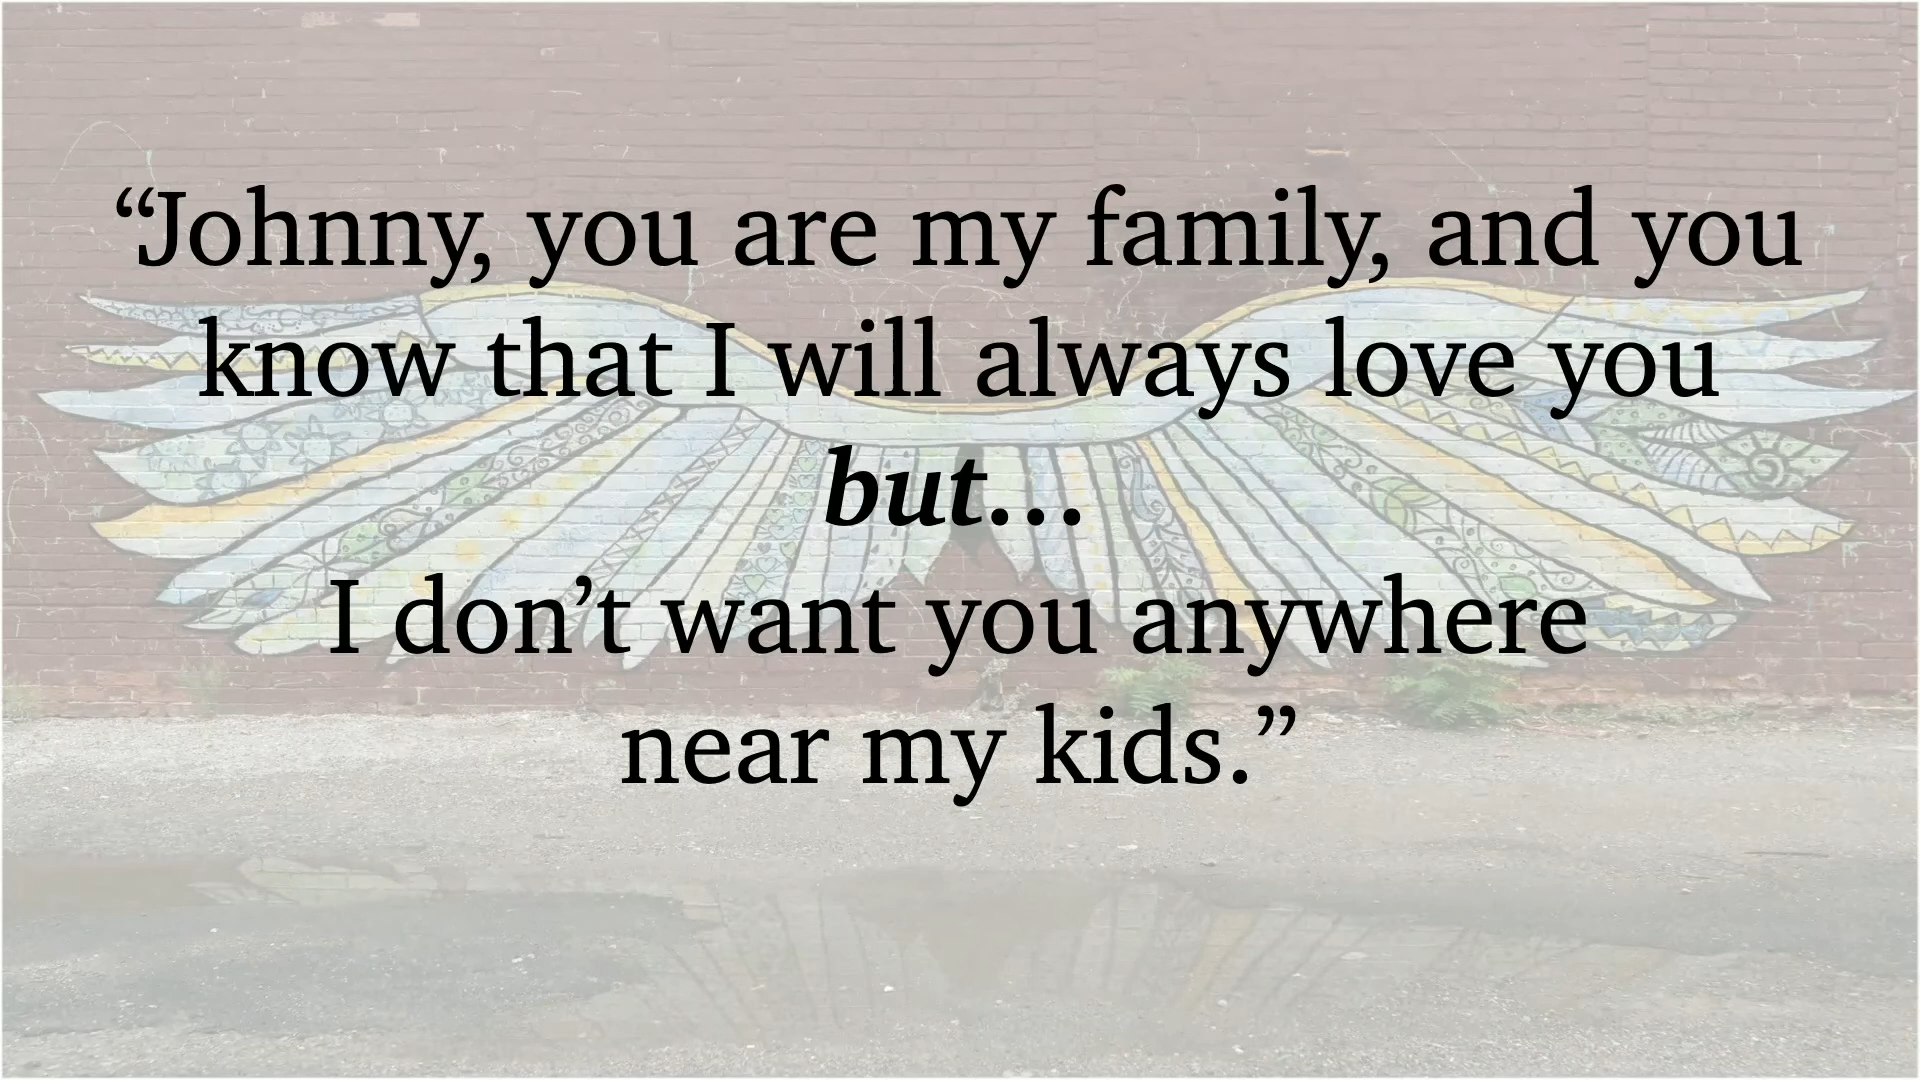 “Johnny, you are my family, and you
know that I will always love you
but…
I don’t want you anywhere
near my kids.”